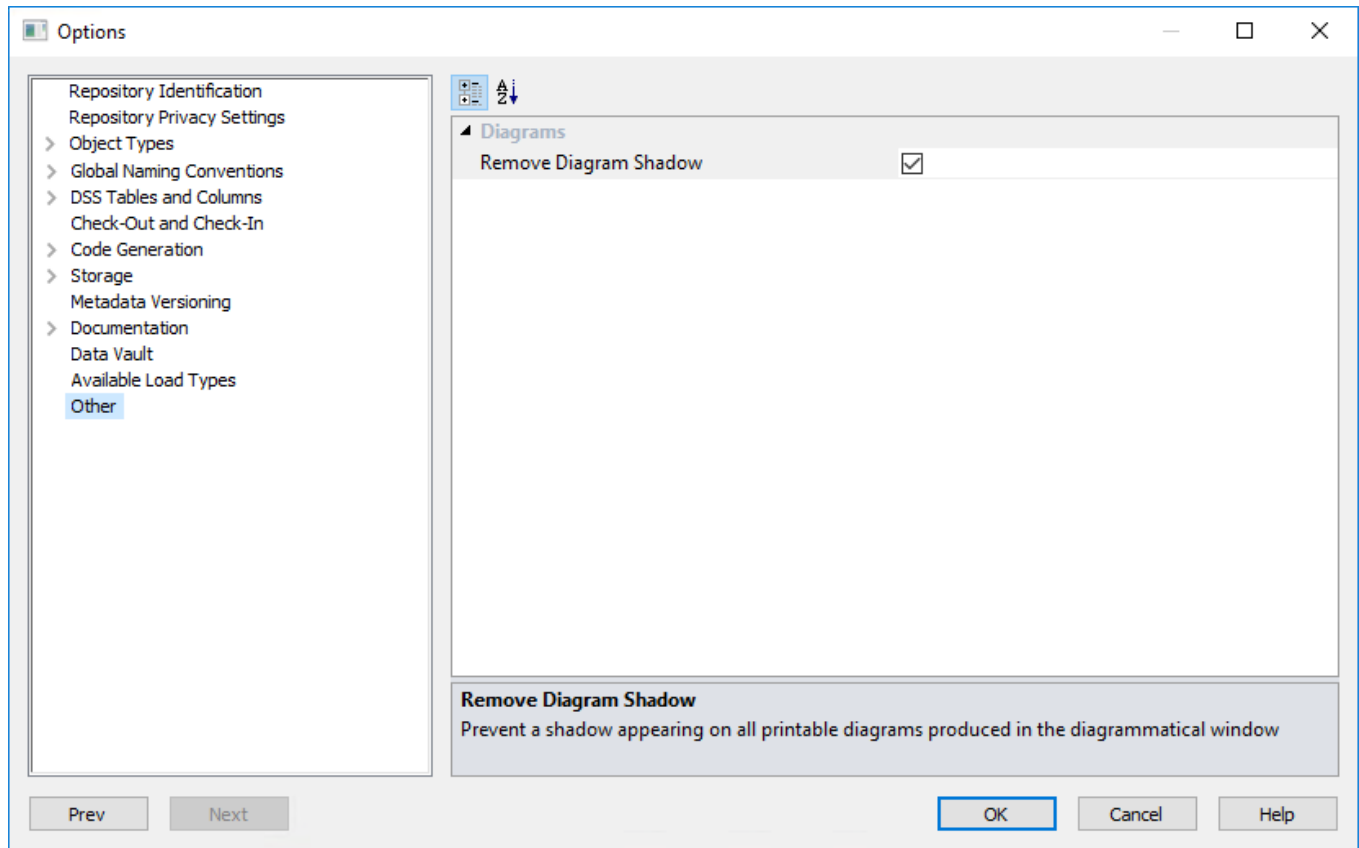 Options
Repository Identification
Repository Privacy Settings
Object Types
Global Naming Conventions
DSS Tables and Columns
Check-Out and Check-In
Code Generation
Storage
Metadata Versioning
Documentation
Data Vault
Available Load Types
Other
A
Z
Diagrams
Remove Diagram Shadow
Remove Diagram Shadow
Prevent a shadow appearing on all printable diagrams produced in the diagrammatical window
Prev
Next
OK
Cancel
Help